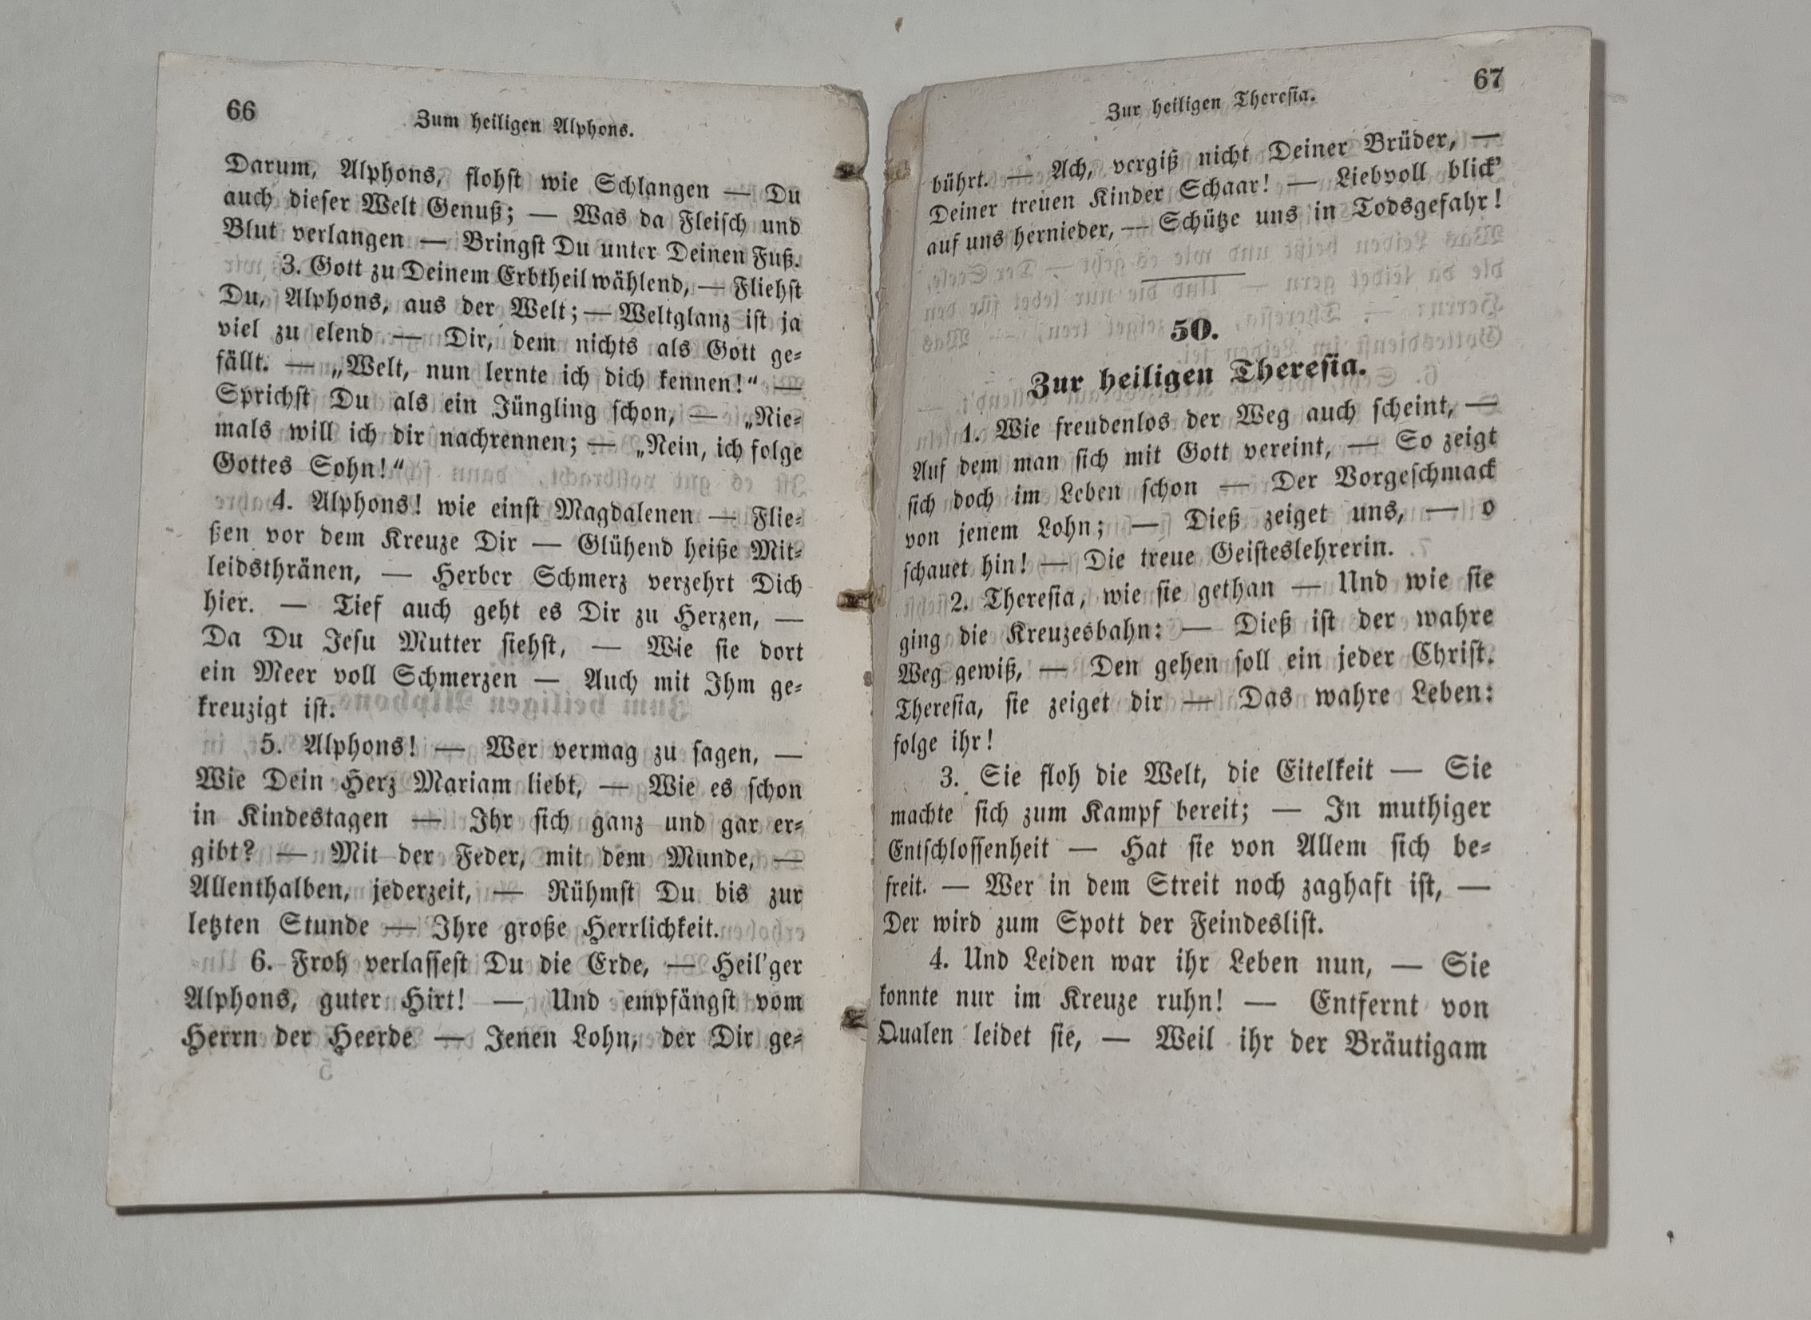 66
Zum heiligen Alphons.
Darum, Alphons, flohst wie Schlangen — Du
auch dieser Welt Genuß; — Was da Fleisch und
Blut verlangen — Bringst Du unter Deinen Fuß.
3. Gott zu Deinem Erbtheil wählend, — Fliehst
Du, Alphons, aus der Welt; — Weltglanz ist ja
viel zu elend — Dir, dem nichts als Gott ge-
fällt. — „Welt, nun lernte ich dich kennen!“ —
Sprichst Du als ein Jüngling schon, — „Nie-
mals will ich dir nachrennen; — „Nein, ich folge
Gottes Sohn!“
4. Alphons! wie einst Magdalenen — Flie-
ßen vor dem Kreuze Dir — Glühend heiße Mit-
leidsthränen, — Herber Schmerz verzehrt Dich
hier. — Tief auch geht es Dir zu Herzen, —
Da Du Jesu Mutter siehst, — Wie sie dort
ein Meer voll Schmerzen — Auch mit Ihm ge-
kreuzigt ist.
5. Alphons! — Wer vermag zu sagen, —
Wie Dein Herz Mariam liebt, — Wie es schon
in Kindestagen — Ihr sich ganz und gar er-
gibt? — Mit der Feder, mit dem Munde, —
Allenthalben, jederzeit, — Rühmst Du bis zur
letzten Stunde — Ihre große Herrlichkeit.
6. Froh verlassest Du die Erde, — Heil'ger
Alphons, guter Hirt! — Und empfängst vom
Herrn der Heerde — Jenen Lohn, der Dir ge-
67
Zur heiligen Theresia.
bührt. — Ach, vergiß nicht Deiner Brüder, —
Deiner treuen Kinder Schaar! — Liebvoll blick'
auf uns hernieder, — Schütze uns in Todsgefahr!
50.
Zur heiligen Theresia.
1. Wie freudenlos der Weg auch scheint, —
Auf dem man sich mit Gott vereint, — So zeigt
sich doch im Leben schon — Der Vorgeschmack
von jenem Lohn; — Dieß zeiget uns, — o
schauet hin! — Die treue Geisteslehrerin.
2. Theresia, wie sie gethan — Und wie sie
ging die Kreuzesbahn: — Dieß ist der wahre
Weg gewiß, — Den gehen soll ein jeder Christ.
Theresia, sie zeiget dir — Das wahre Leben:
folge ihr!
3. Sie floh die Welt, die Eitelkeit — Sie
machte sich zum Kampf bereit; — In muthiger
Entschlossenheit — Hat sie von Allem sich be-
freit. — Wer in dem Streit noch zaghaft ist, —
Der wird zum Spott der Feindeslist.
4. Und Leiden war ihr Leben nun, — Sie
konnte nur im Kreuze ruhn! — Entfernt von
Qualen leidet sie, — Weil ihr der Bräutigam